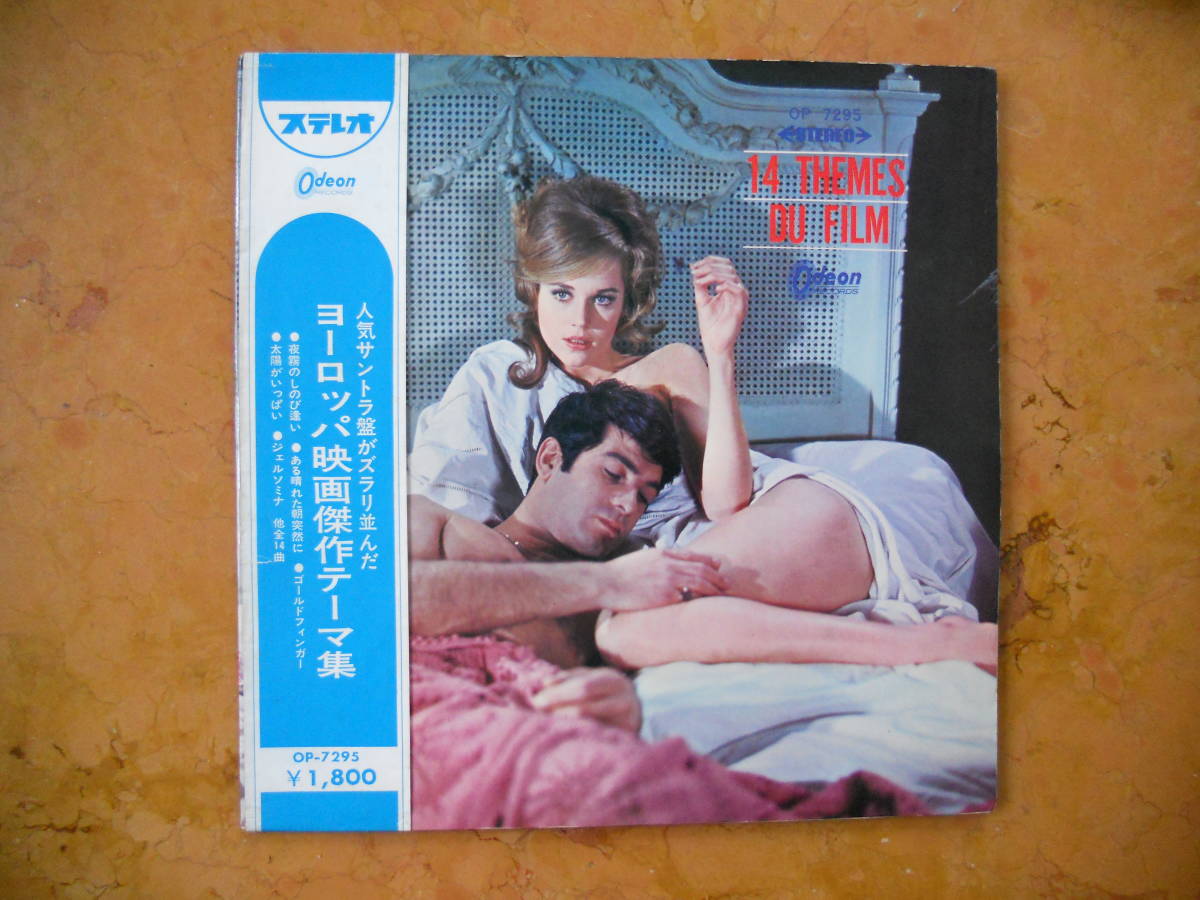 ステレオ
Odeon
RECORDS
人気サントラ盤がズラリ並んだ
ヨーロッパ映画傑作テーマ集
●夜霧のしのび逢い ●ある晴れた朝突然に ●ゴールドフィンガー
●太陽がいっぱい ●ジェルソミナ 他全14曲
OP-7295
¥1,800
OP 7295
STEREO
14 THEMES
DU FILM
Odeon
RECORDS